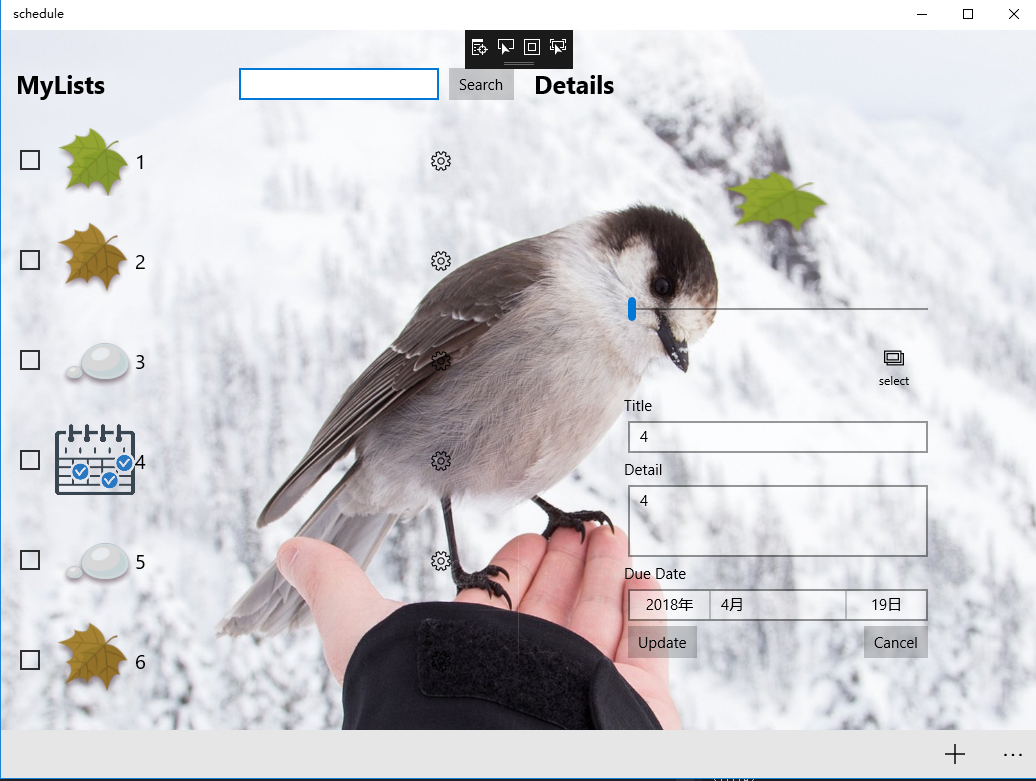 schedule
MyLists
Search
Details
1
2
3
4
5
6
select
Title
4
Detail
4
Due Date
2018年 4月 19日
Update
Cancel